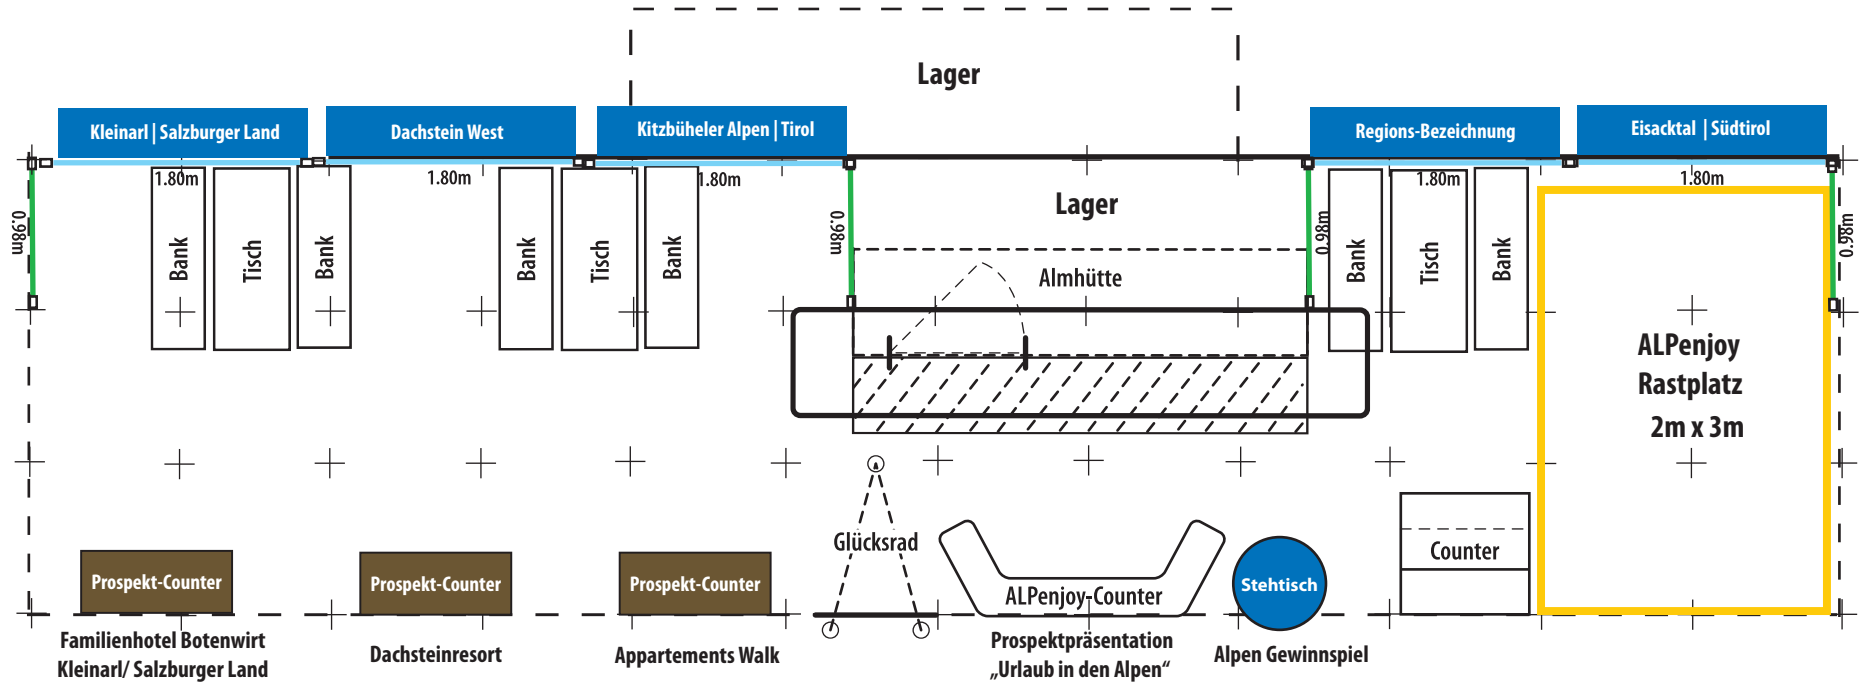 Lager
Kleinarl | Salzburger Land
Dachstein West
Kitzbüheler Alpen | Tirol
Regions-Bezeichnung
Eisacktal | Südtirol
1.80m
1.80m
1.80m
1.80m
1.80m
0.98m
0.98m
0.98m
0.98m
Lager
Bank
Tisch
Bank
Bank
Tisch
Bank
Almhütte
Bank
Tisch
Bank
ALPenjoy
Rastplatz
2m x 3m
Glücksrad
Counter
Prospekt-Counter
Prospekt-Counter
Prospekt-Counter
ALPenjoy-Counter
Stehtisch
Familienhotel Botenwirt
Kleinarl/ Salzburger Land
Dachsteinresort
Appartements Walk
Prospektpräsentation
„Urlaub in den Alpen“
Alpen Gewinnspiel